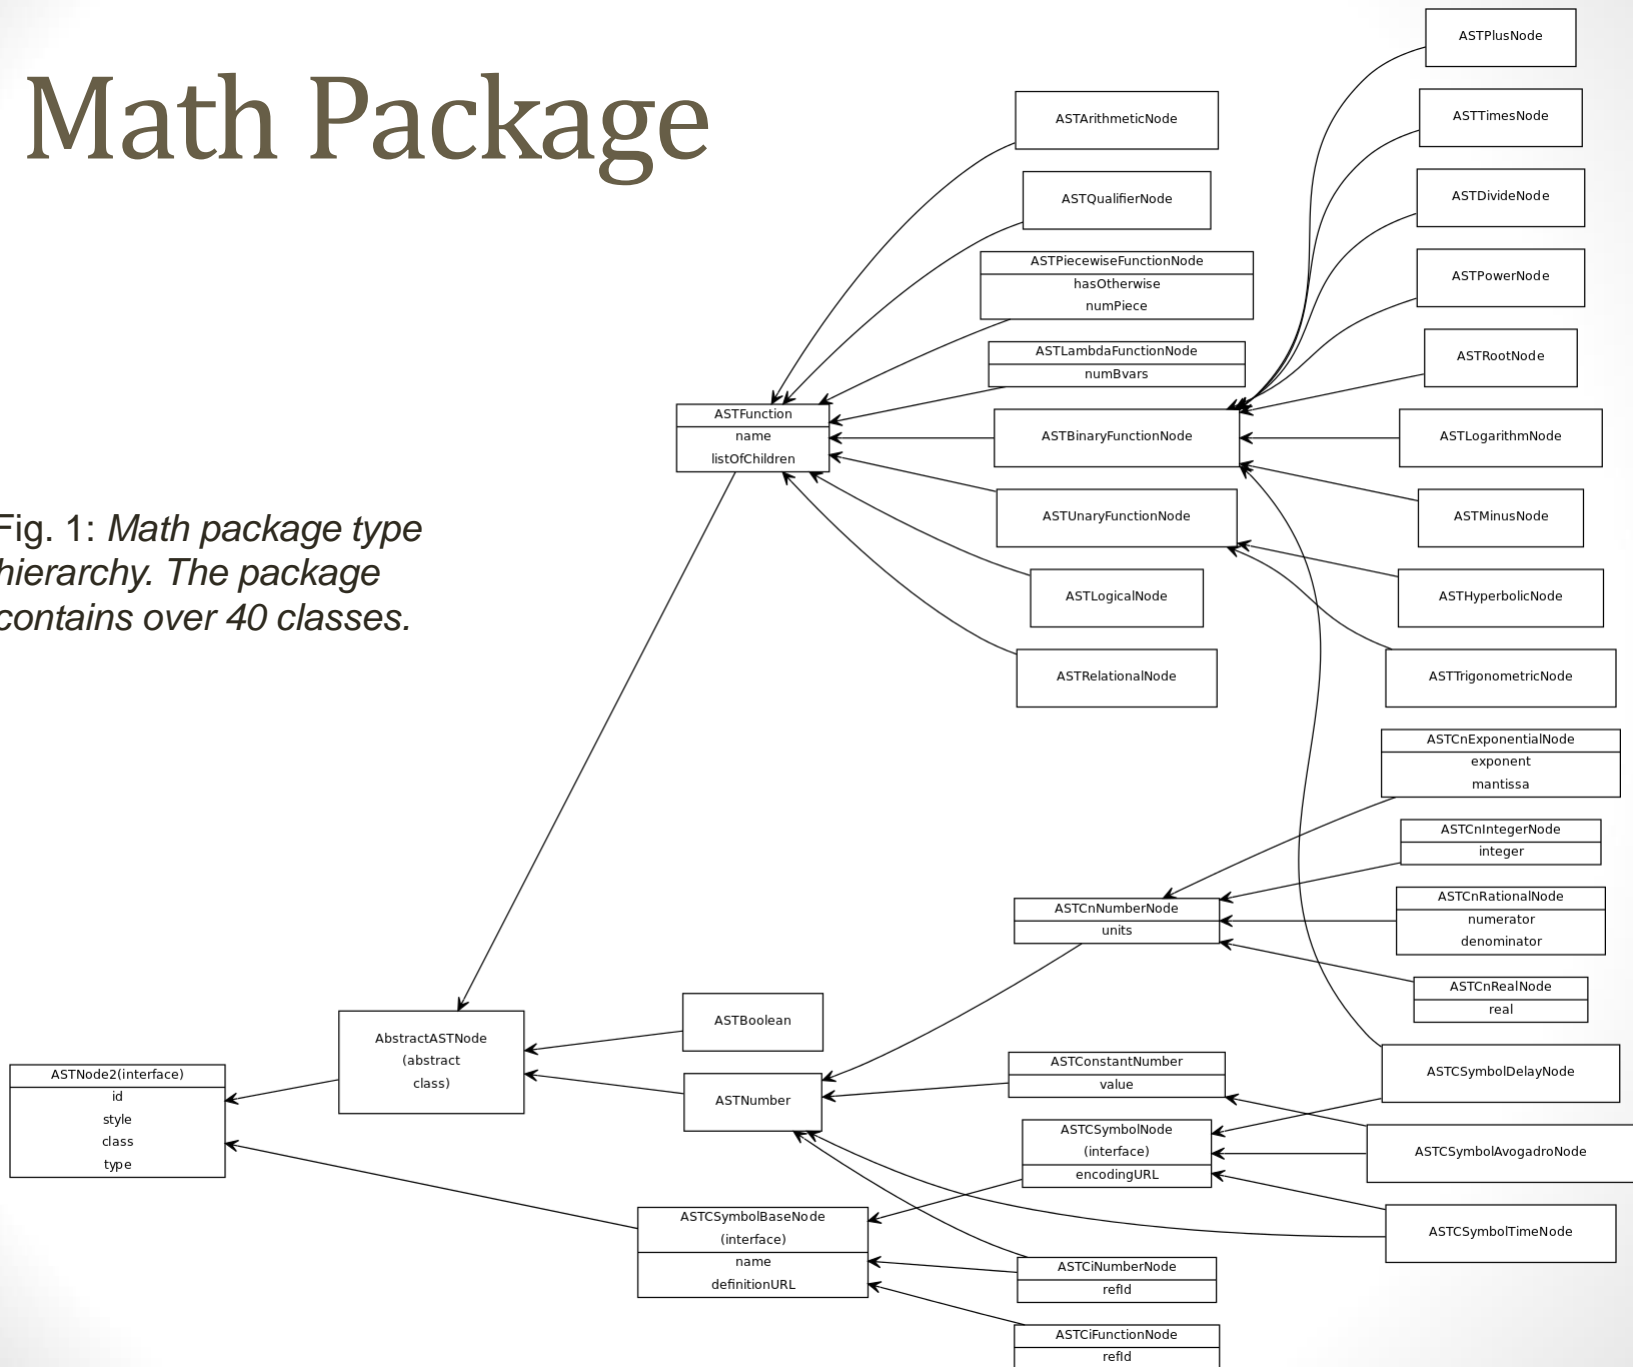 Math Package
Fig. 1: Math package type
hierarchy. The package
contains over 40 classes.
ASTNode2(interface)
id
style
class
type
AbstractASTNode
(abstract
class)
ASTFunction
name
listOfChildren
ASTBoolean
ASTNumber
ASTCSymbolBaseNode
(interface)
name
definitionURL
ASTArithmeticNode
ASTQualifierNode
ASTPiecewiseFunctionNode
hasOtherwise
numPiece
ASTLambdaFunctionNode
numBvars
ASTBinaryFunctionNode
ASTUnaryFunctionNode
ASTLogicalNode
ASTRelationalNode
ASTCnNumberNode
units
ASTConstantNumber
value
ASTCSymbolNode
(interface)
encodingURL
ASTCiNumberNode
refId
ASTCiFunctionNode
refId
ASTPlusNode
ASTTimesNode
ASTDivideNode
ASTPowerNode
ASTRootNode
ASTLogarithmNode
ASTMinusNode
ASTHyperbolicNode
ASTTrigonometricNode
ASTCnExponentialNode
exponent
mantissa
ASTCnIntegerNode
integer
ASTCnRationalNode
numerator
denominator
ASTCnRealNode
real
ASTCSymbolDelayNode
ASTCSymbolAvogadroNode
ASTCSymbolTimeNode